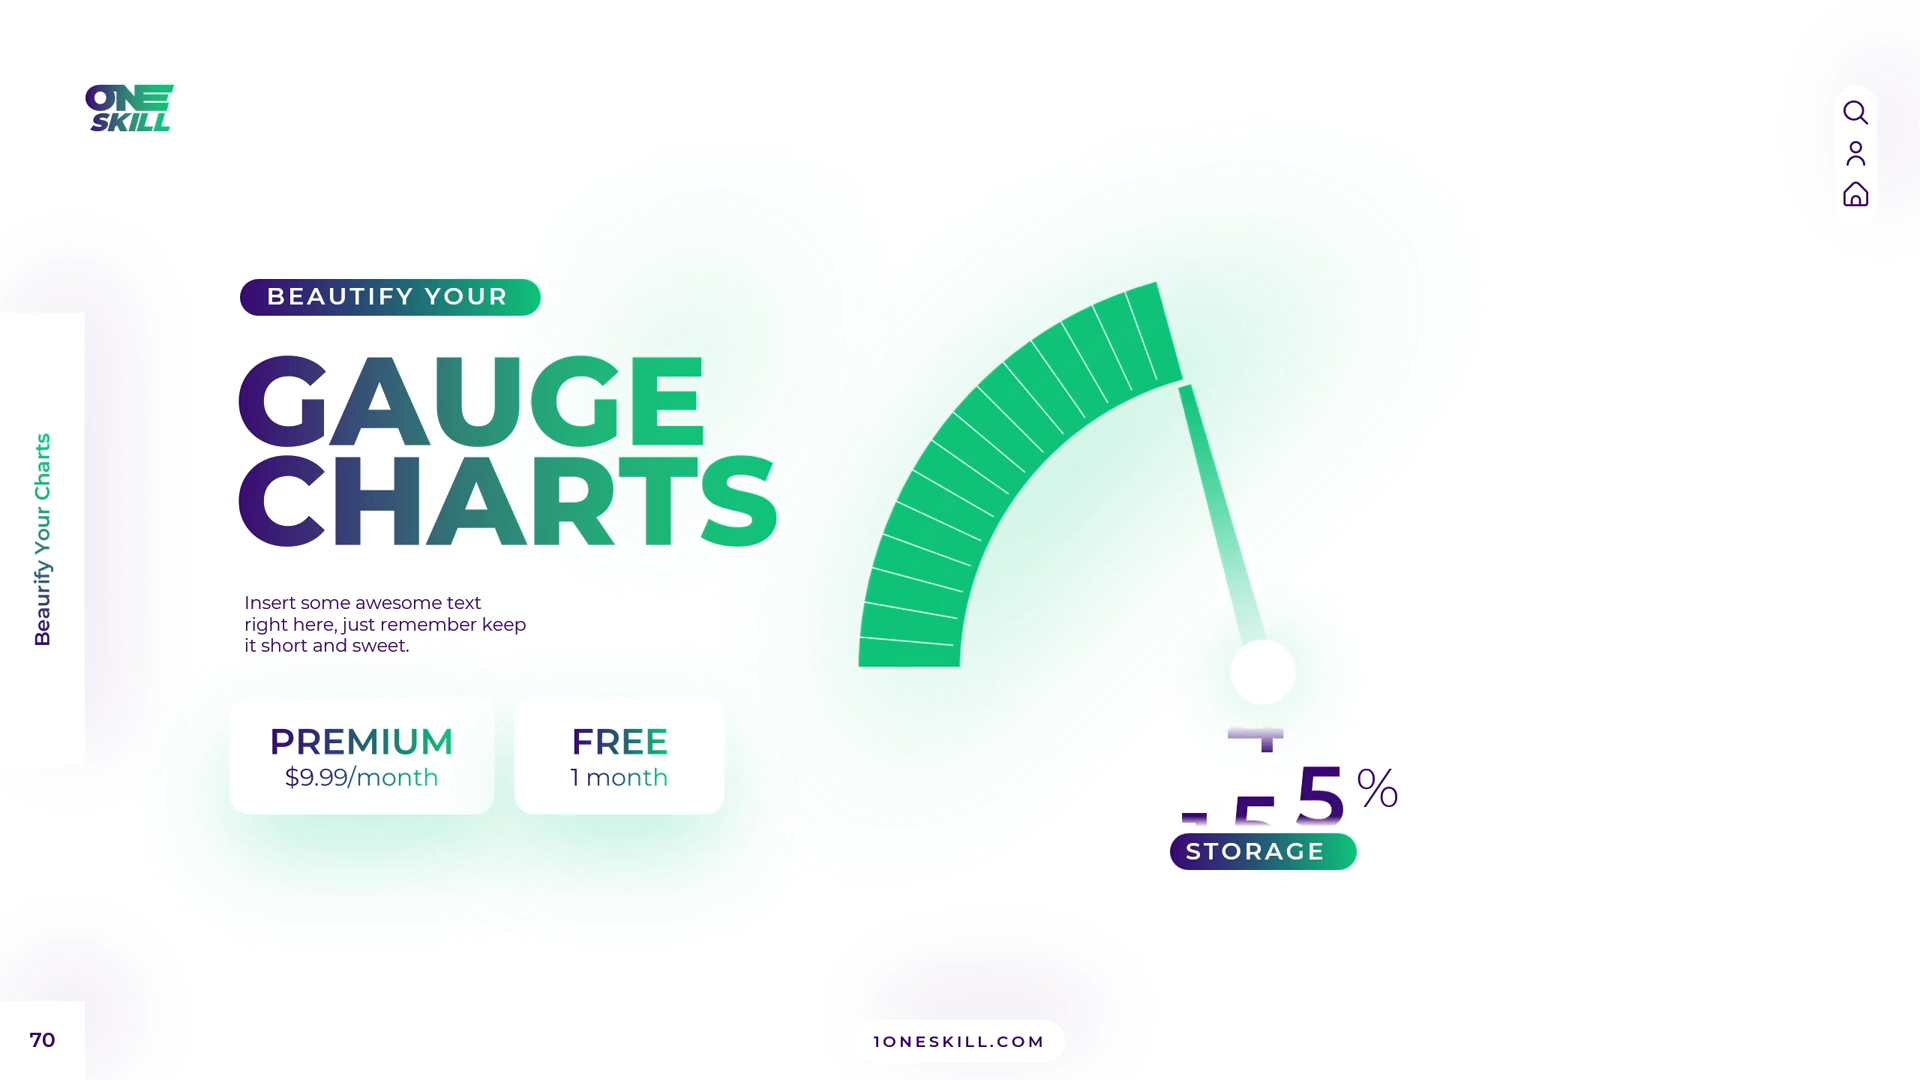 ONE
SKILL
BEAUTIFY YOUR
GAUGE
CHARTS
Insert some awesome text
right here, just remember keep
it short and sweet.
PREMIUM
$9.99/month
FREE
1 month
5 %
STORAGE
Beaurify Your Charts
70
1ONESKILL.COM